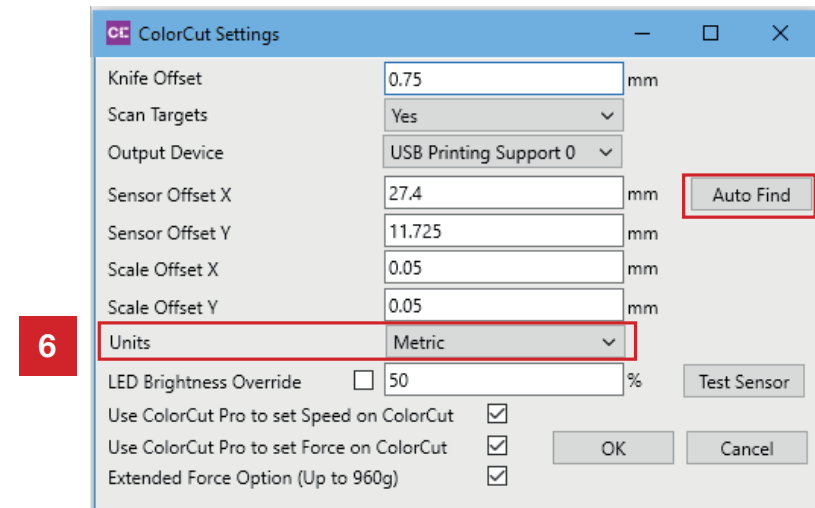 CE ColorCut Settings
Knife Offset 0.75 mm
Scan Targets Yes
Output Device USB Printing Support 0
Sensor Offset X 27.4 mm Auto Find
Sensor Offset Y 11.725 mm
Scale Offset X 0.05 mm
Scale Offset Y 0.05 mm
6 Units Metric
LED Brightness Override 50 % Test Sensor
Use ColorCut Pro to set Speed on ColorCut
Use ColorCut Pro to set Force on ColorCut OK Cancel
Extended Force Option (Up to 960g)